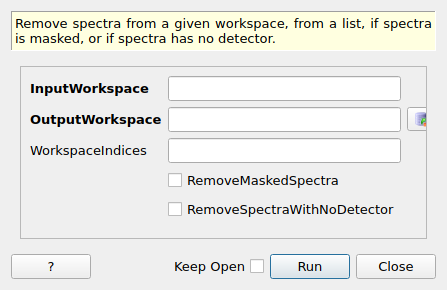 Remove spectra from a given workspace, from a list, if spectra
is masked, or if spectra has no detector.
InputWorkspace
OutputWorkspace
WorkspaceIndices
RemoveMaskedSpectra
RemoveSpectraWithNoDetector
? Keep Open Run Close